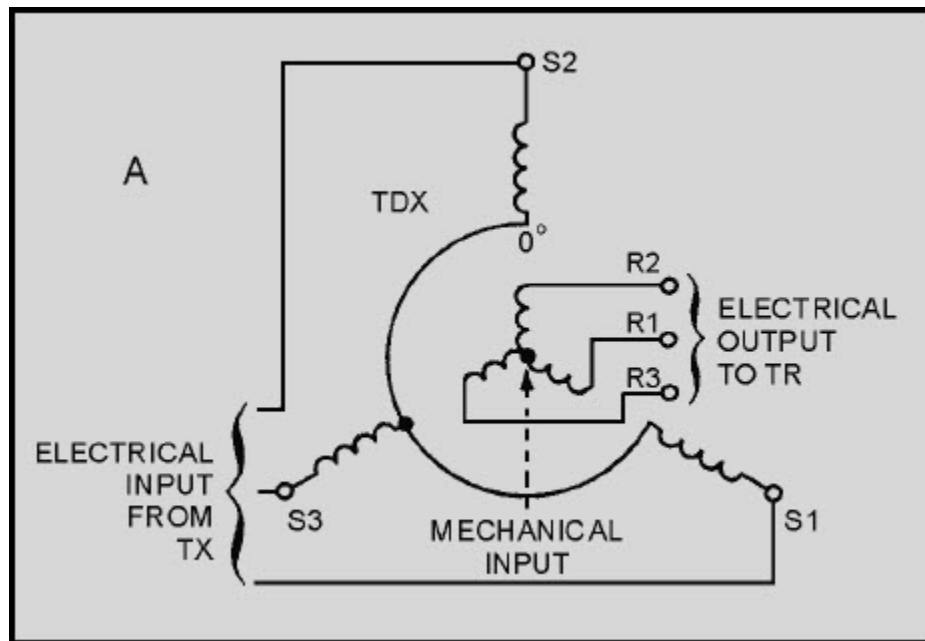 A
S2
TDX
0°
R2
R1
R3
ELECTRICAL
OUTPUT
TO TR
ELECTRICAL
INPUT
FROM
TX
S3
MECHANICAL
INPUT
S1